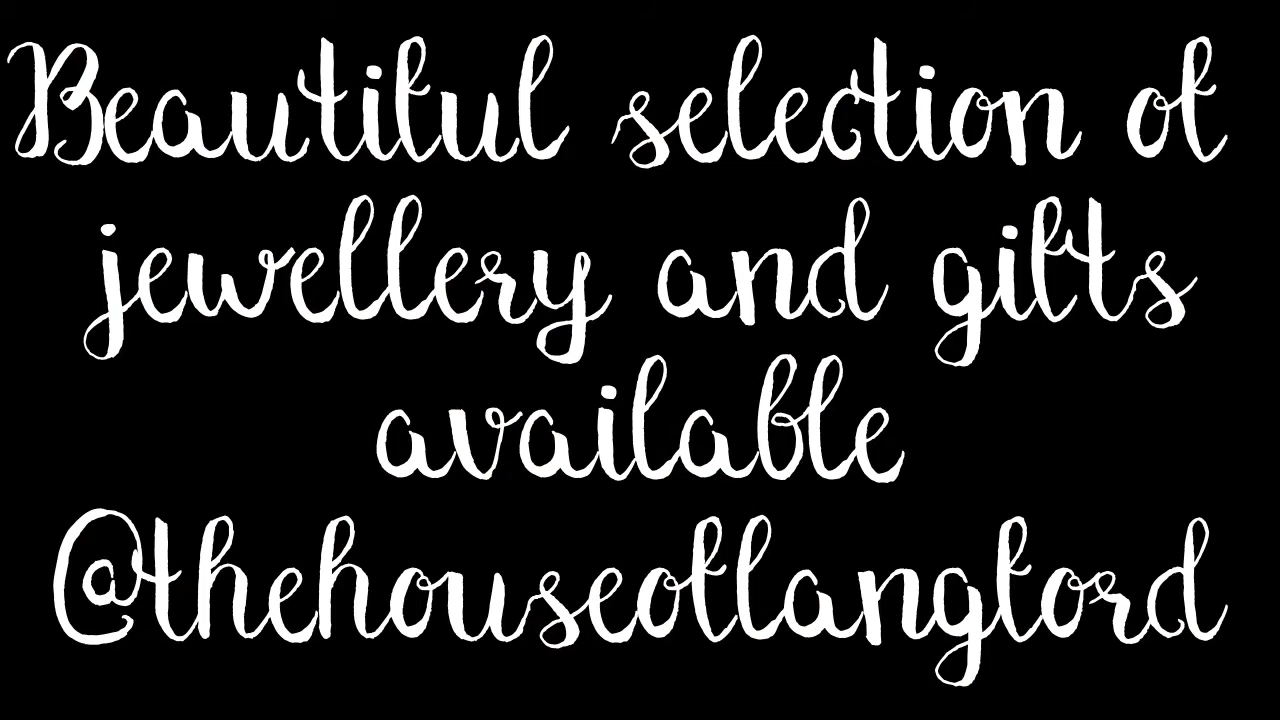 Beautiful selection of
jewellery and gifts
available
@thehouseoflangford